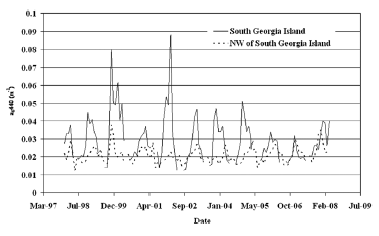 0.1
0.09
0.08
0.07
0.06
0.05
0.04
0.03
0.02
0.01
0
South Georgia Island
NW of South Georgia Island
Mar-97 Jul-98 Dec-99 Apr-01 Sep-02 Jan-04 May-05 Oct-06 Feb-08 Jul-09
Date